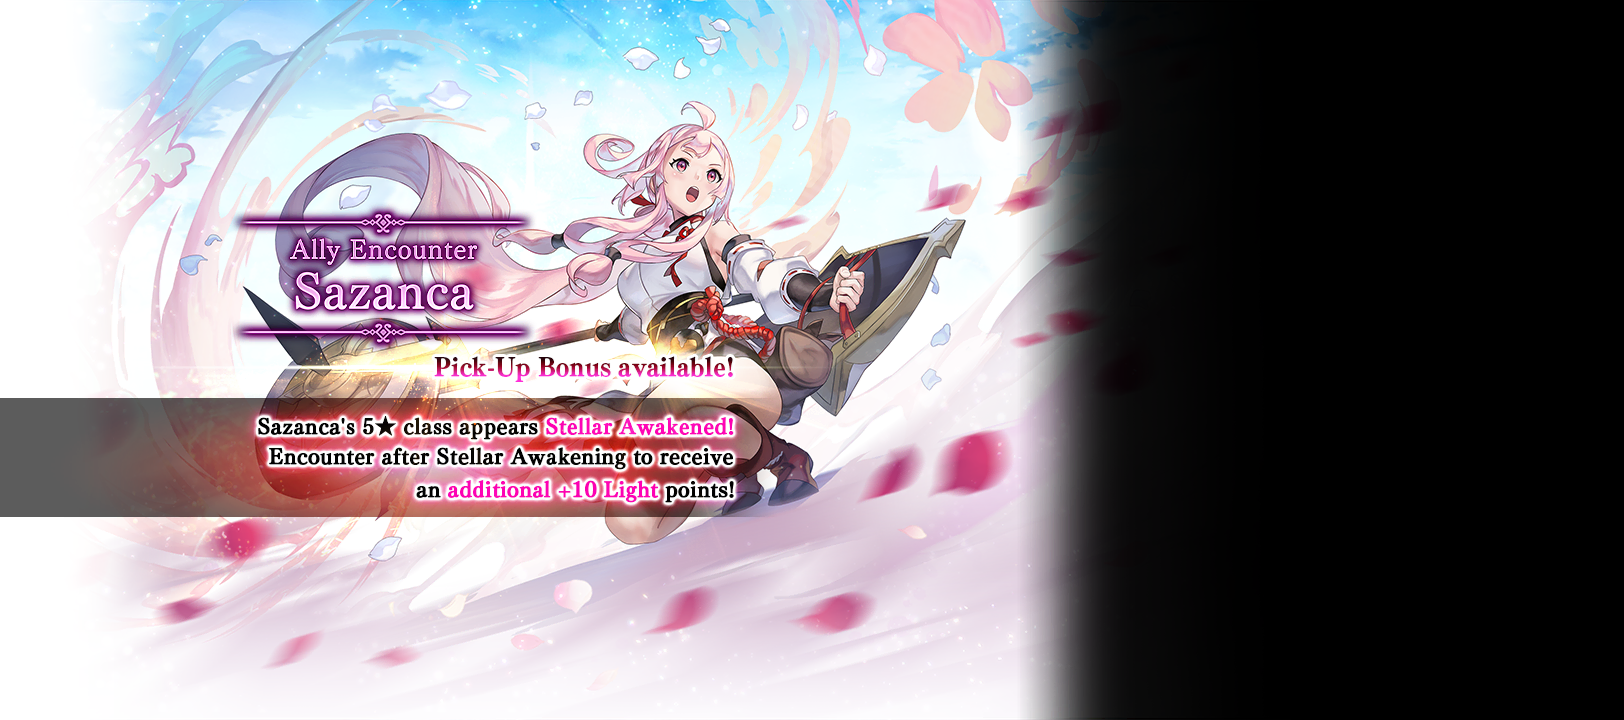 Ally Encounter
Sazanca
Pick-Up Bonus available!
Sazanca's 5★ class appears Stellar Awakened!
Encounter after Stellar Awakening to receive
an additional +10 Light points!